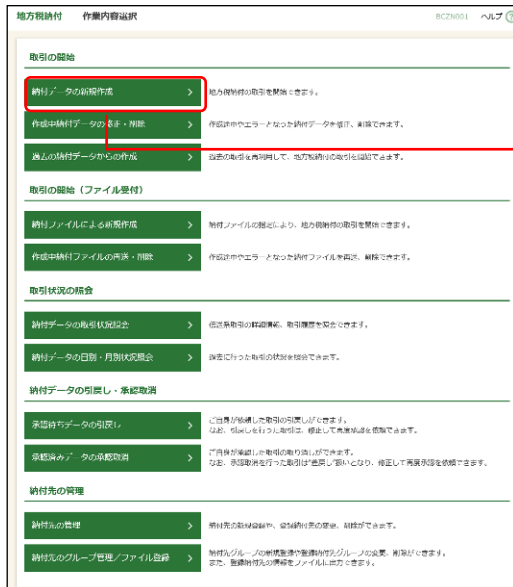 地方税納付 作業内容選択 BCZN001 ヘルプ ?
取引の開始
納付データの新規作成 > 地方税納付の取引を開始できます。
作成中納付データの修正・削除 > 作成途中やエラーとなった納付データを修正、削除できます。
過去の納付データからの作成 > 過去の取引を再利用して、地方税納付の取引を開始できます。
取引の開始（ファイル受付）
納付ファイルによる新規作成 > 納付ファイルの指定により、地方税納付の取引を開始できます。
作成中納付ファイルの再送・削除 > 作成途中やエラーとなった納付ファイルを再送、削除できます。
取引状況の照会
納付データの取引状況照会 > 伝送系取引の詳細情報、取引履歴を照会できます。
納付データの日別・月別状況照会 > 過去に行った取引の状況を照会できます。
納付データの引戻し・承認取消
承認待ちデータの引戻し > ご自身が依頼した取引の引戻しができます。
なお、引戻しを行った取引は、修正して再度承認を依頼できます。
承認済みデータの承認取消 > ご自身が承認した取引の取り消しができます。
なお、承認取消を行った取引は“差戻し”扱いとなり、修正して再度承認を依頼できます。
納付先の管理
納付先の管理 > 納付先の新規登録や、登録納付先の変更、削除ができます。
納付先のグループ管理／ファイル登録 > 納付先グループの新規登録や登録納付先グループの変更、削除ができます。
また、登録納付先の情報をファイルに出力できます。